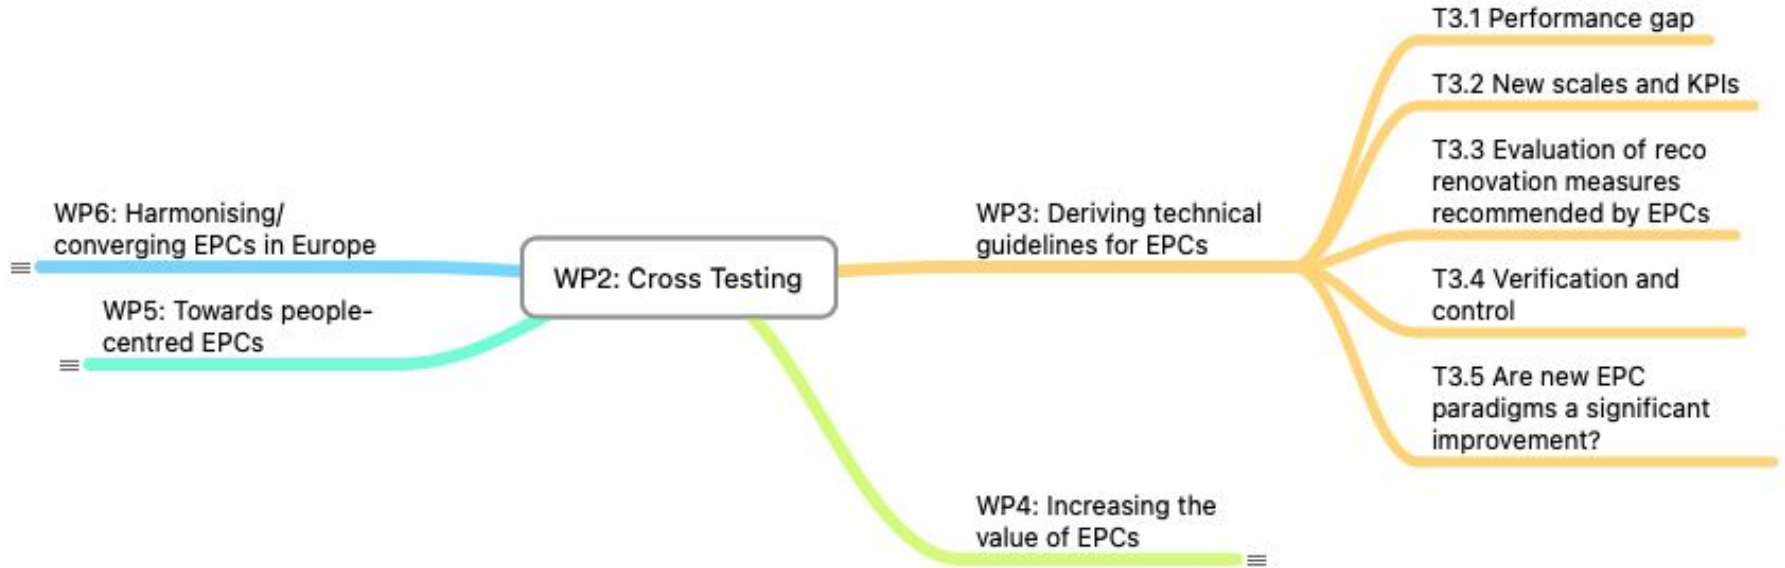 WP2: Cross Testing
WP3: Deriving technical
guidelines for EPCs
T3.1 Performance gap
T3.2 New scales and KPIs
T3.3 Evaluation of reco
renovation measures
recommended by EPCs
T3.4 Verification and
control
T3.5 Are new EPC
paradigms a significant
improvement?
WP4: Increasing the
value of EPCs
WP5: Towards people-
centred EPCs
WP6: Harmonising/
converging EPCs in Europe